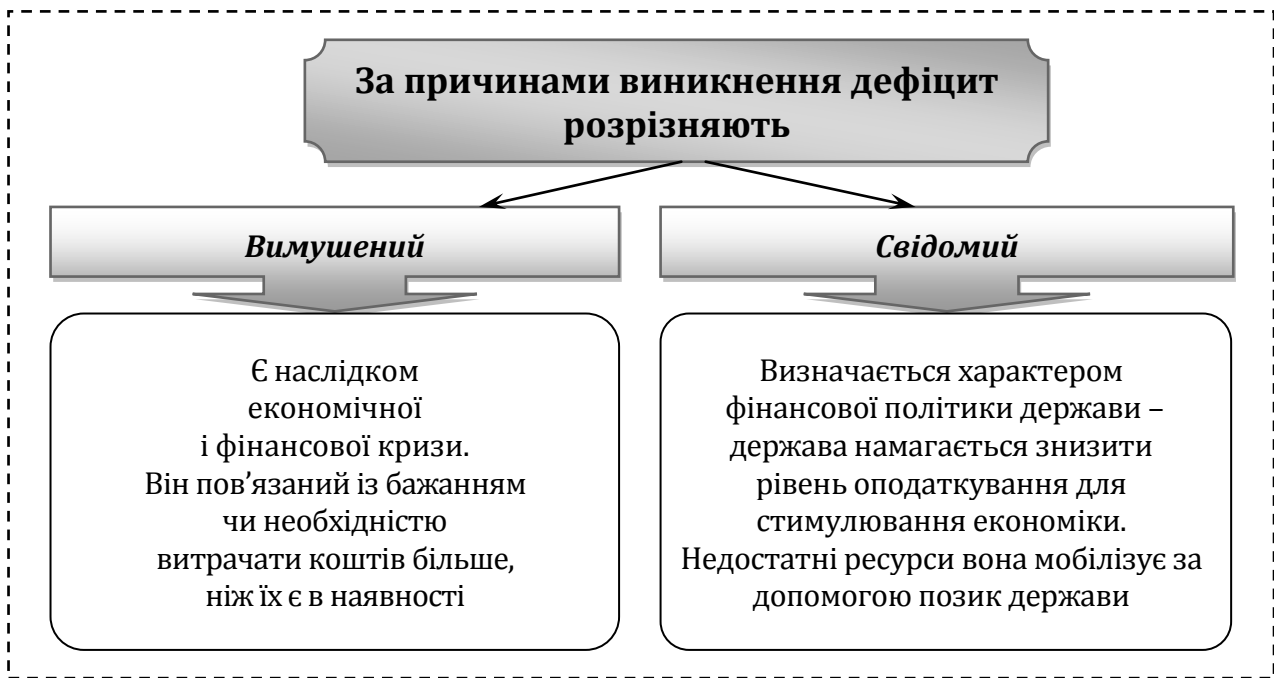 За причинами виникнення дефіцит
розрізняють
Вимушений
Є наслідком
економічної
і фінансової кризи.
Він пов’язаний із бажанням
чи необхідністю
витрачати коштів більше,
ніж їх є в наявності
Свідомий
Визначається характером
фінансової політики держави –
держава намагається знизити
рівень оподаткування для
стимулювання економіки.
Недостатні ресурси вона мобілізує за
допомогою позик держави